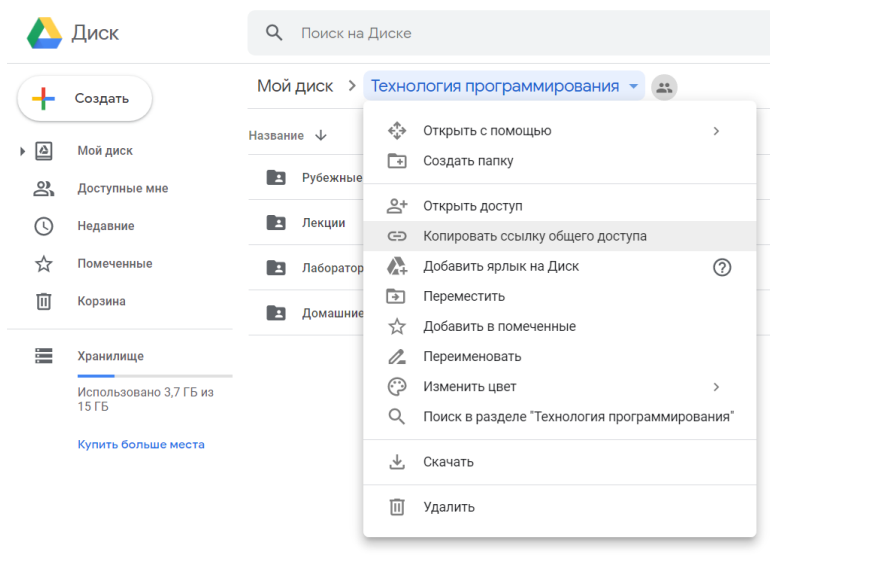 Диск
Поиск на Диске
Создать
Мой диск
Доступные мне
Недавние
Помеченные
Корзина
Хранилище
Использовано 3,7 ГБ из
15 ГБ
Купить больше места
Мой диск > Технология программирования
Название
Рубежные
Лекции
Лаборатор
Домашние
Открыть с помощью
Создать папку
Открыть доступ
Копировать ссылку общего доступа
Добавить ярлык на Диск
Переместить
Добавить в помеченные
Переименовать
Изменить цвет
Поиск в разделе "Технология программирования"
Скачать
Удалить